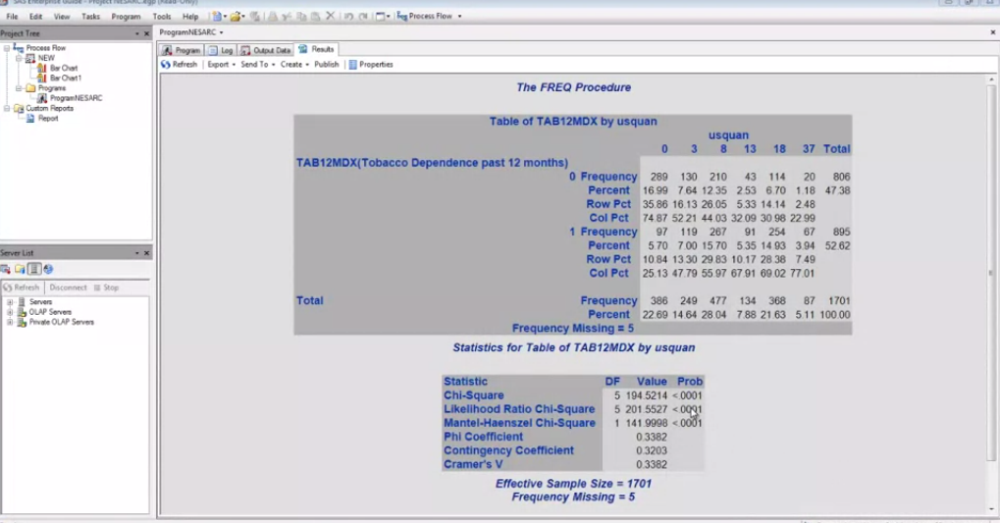 SAS Enterprise Guide - Project NESARC.egp (Read-Only)
File Edit View Tasks Program Tools Help Process Flow
Project Tree
Process Flow
NEW
Bar Chart
Bar Chart1
Programs
ProgramNESARC
Custom Reports
Report
Server List
Refresh Disconnect Stop
Servers
OLAP Servers
Private OLAP Servers
ProgramNESARC
Program Log Output Data Results
Refresh Export Send To Create Publish Properties
The FREQ Procedure
Table of TAB12MDX by usquan
usquan
0 3 8 13 18 37 Total
TAB12MDX(Tobacco Dependence past 12 months)
0 Frequency 289 130 210 43 114 20 806
Percent 16.99 7.64 12.35 2.53 6.70 1.18 47.38
Row Pct 35.86 16.13 26.05 5.33 14.14 2.48
Col Pct 74.87 52.21 44.03 32.09 30.98 22.99
1 Frequency 97 119 267 91 254 67 895
Percent 5.70 7.00 15.70 5.35 14.93 3.94 52.62
Row Pct 10.84 13.30 29.83 10.17 28.38 7.49
Col Pct 25.13 47.79 55.97 67.91 69.02 77.01
Total Frequency 386 249 477 134 368 87 1701
Percent 22.69 14.64 28.04 7.88 21.63 5.11 100.00
Frequency Missing = 5
Statistics for Table of TAB12MDX by usquan
Statistic DF Value Prob
Chi-Square 5 194.5214 <.0001
Likelihood Ratio Chi-Square 5 201.5527 <.0001
Mantel-Haenszel Chi-Square 1 141.9998 <.0001
Phi Coefficient 0.3382
Contingency Coefficient 0.3203
Cramer's V 0.3382
Effective Sample Size = 1701
Frequency Missing = 5